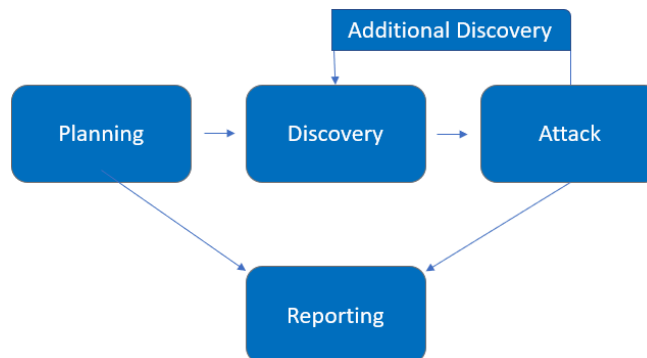 Additional Discovery
Planning
Discovery
Attack
Reporting